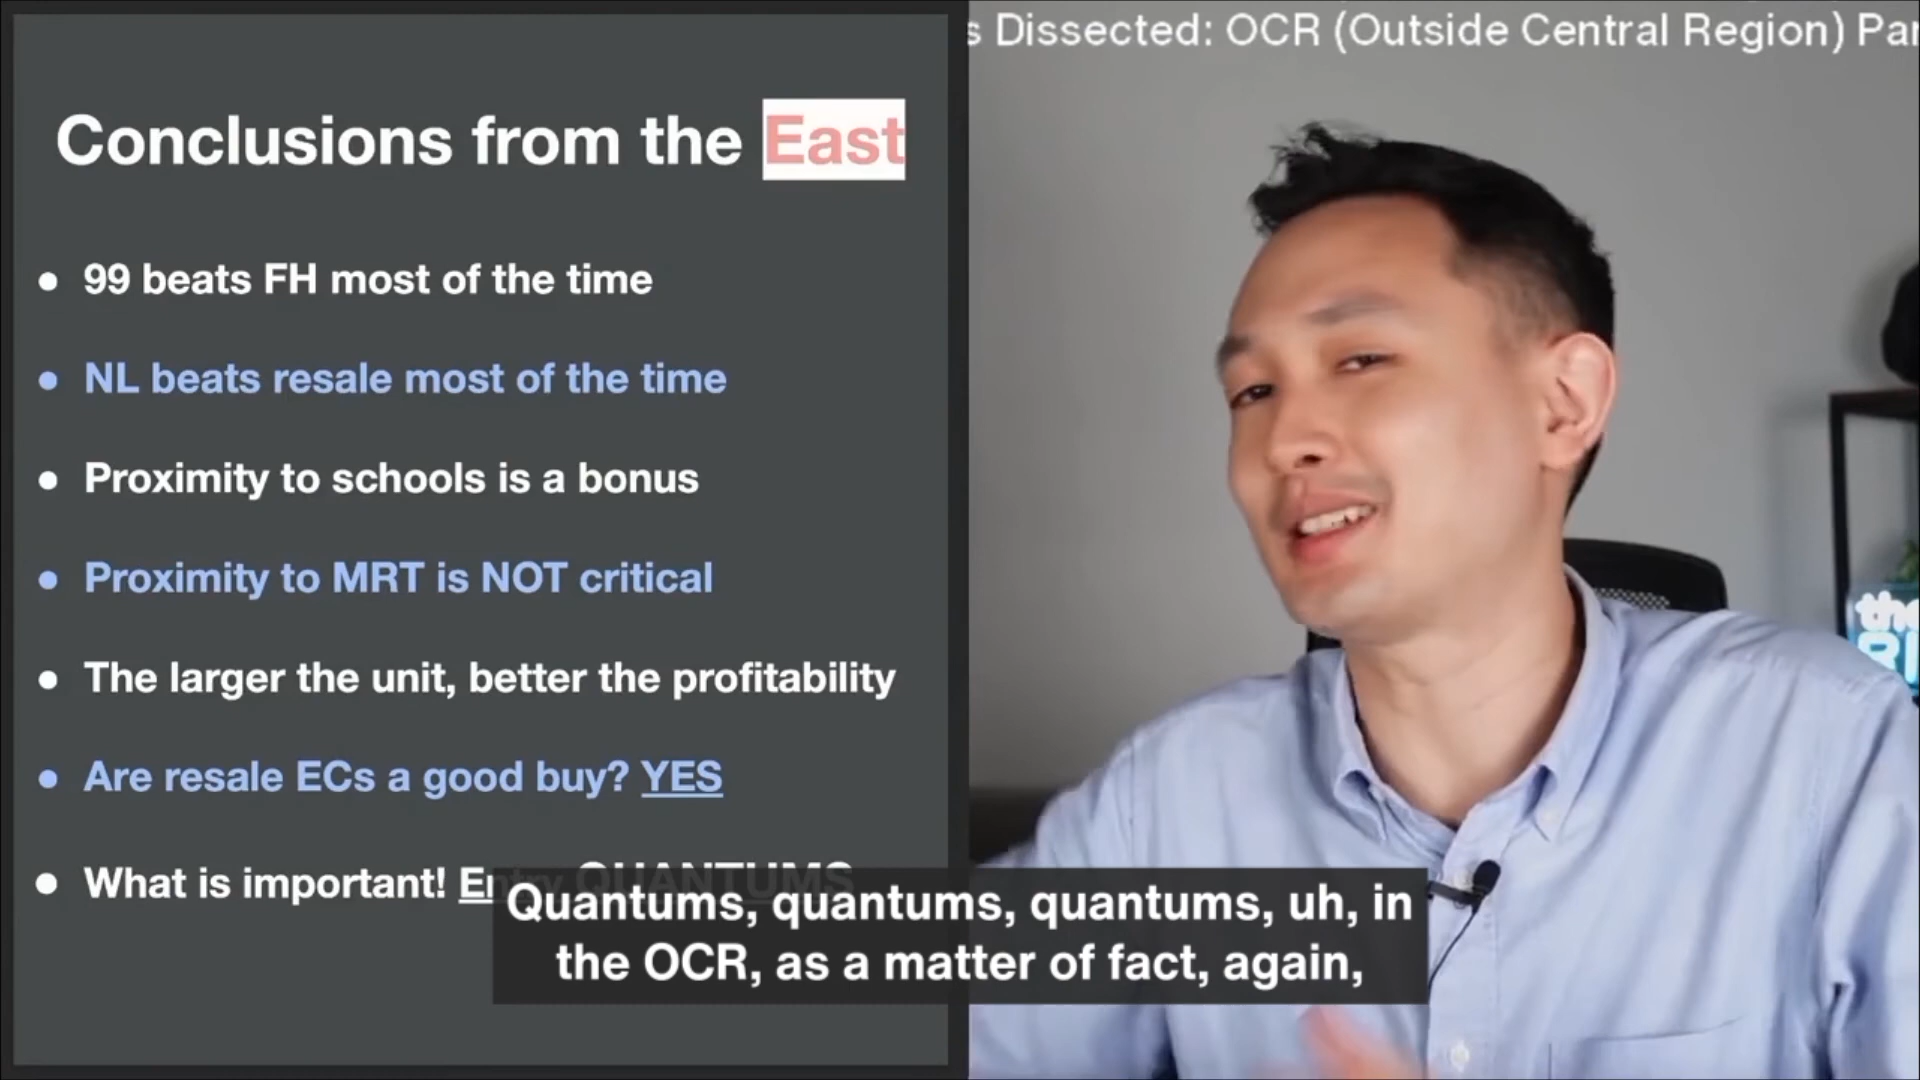 s Dissected: OCR (Outside Central Region) Par
Conclusions from the East
99 beats FH most of the time
NL beats resale most of the time
Proximity to schools is a bonus
Proximity to MRT is NOT critical
The larger the unit, better the profitability
Are resale ECs a good buy? YES
What is important! Entry QUANTUMS
Quantums, quantums, quantums, uh, in
the OCR, as a matter of fact, again,